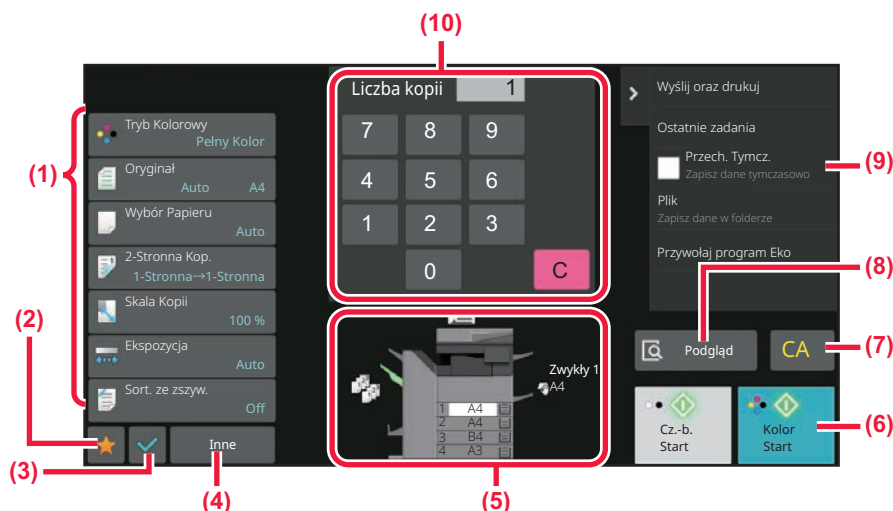 (10)
Liczba kopii 1
7 8 9
4 5 6
1 2 3
0 C
(1)
Tryb Kolorowy
Pełny Kolor
Oryginał
Auto A4
Wybór Papieru
Auto
2-Stronna Kop.
1-Stronna→1-Stronna
Skala Kopii
100 %
Ekspozycja
Auto
Sort. ze zszyw.
Off
(2)
(3)
Inne
(4)
Zwykły 1
A4
1 A4
2 A4
3 B4
4 A3
(5)
Wyślij oraz drukuj
Ostatnie zadania
Przech. Tymcz.
Zapisz dane tymczasowo
(9)
Plik
Zapisz dane w folderze
Przywołaj program Eko
(8)
Podgląd
CA
(7)
Cz.-b.
Start
Kolor
Start
(6)